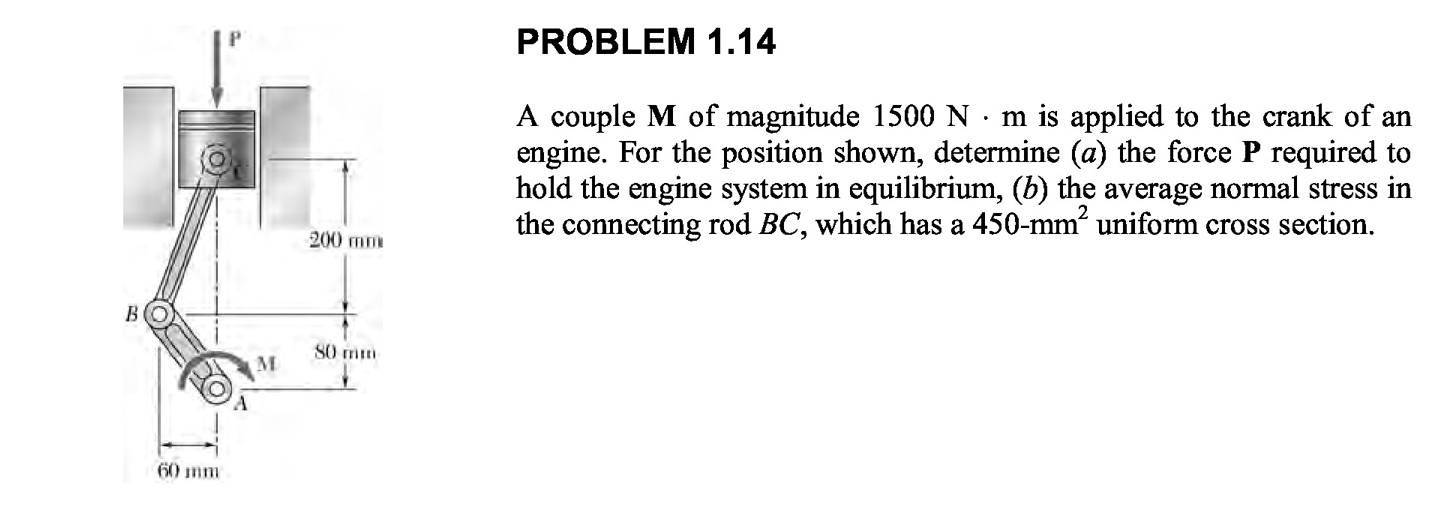 PROBLEM 1.14
A couple M of magnitude 1500 N · m is applied to the crank of an
engine. For the position shown, determine (a) the force P required to
hold the engine system in equilibrium, (b) the average normal stress in
the connecting rod BC, which has a 450-mm² uniform cross section.
P
C
200 mm
B
80 mm
M
A
60 mm